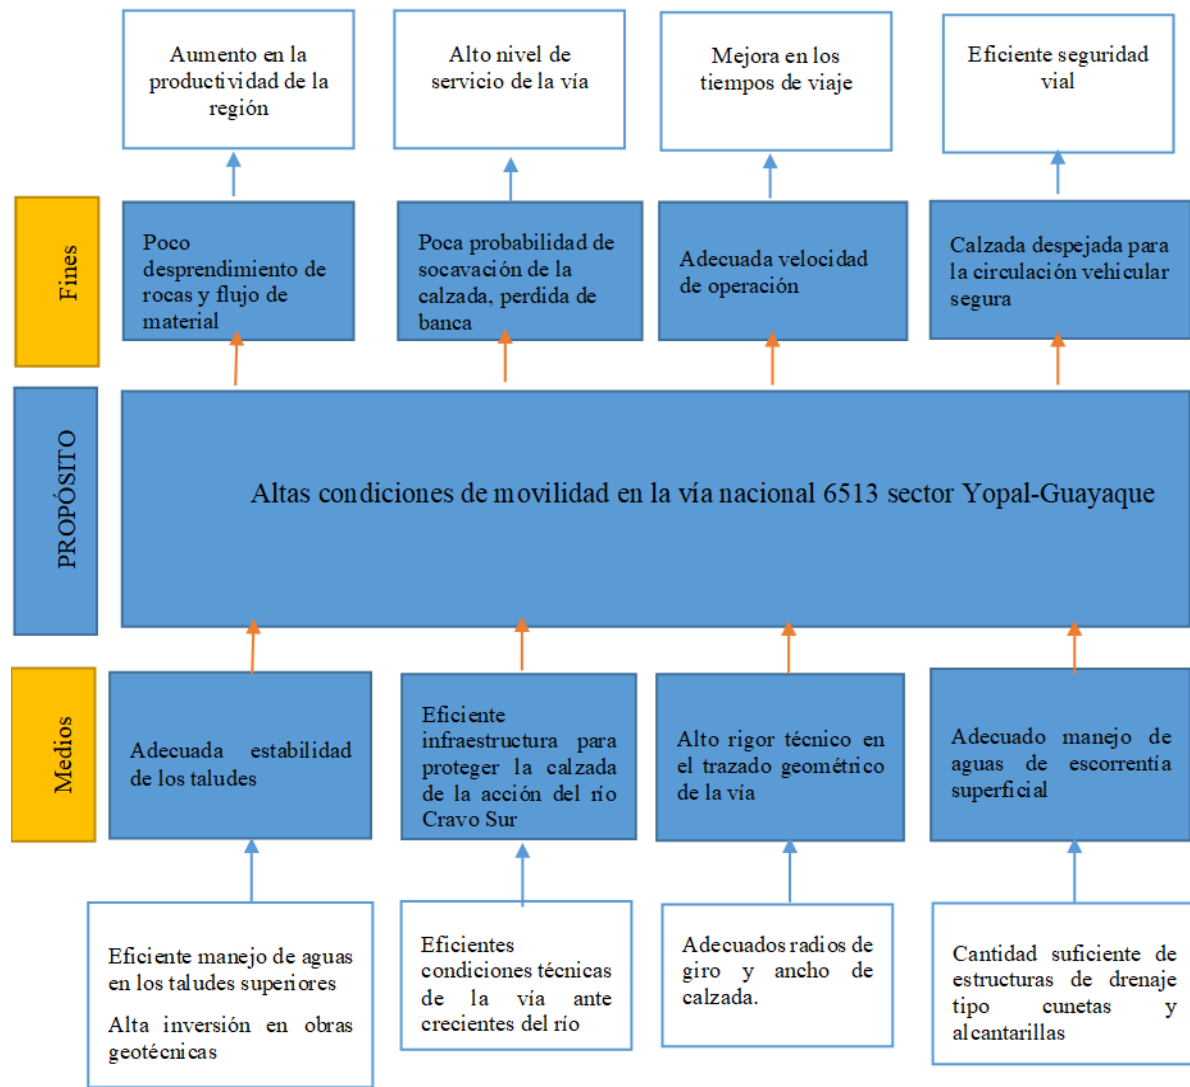 Aumento en la
productividad de la
región
Alto nivel de
servicio de la vía
Mejora en los
tiempos de viaje
Eficiente seguridad
vial
Fines
Poco
desprendimiento de
rocas y flujo de
material
Poca probabilidad de
socavación de la
calzada, perdida de
banca
Adecuada velocidad
de operación
Calzada despejada para
la circulación vehicular
segura
PROPÓSITO
Altas condiciones de movilidad en la vía nacional 6513 sector Yopal-Guayaque
Medios
Adecuada estabilidad
de los taludes
Eficiente
infraestructura para
proteger la calzada
de la acción del río
Cravo Sur
Alto rigor técnico en
el trazado geométrico
de la vía
Adecuado manejo de
aguas de escorrentía
superficial
Eficiente manejo de aguas
en los taludes superiores
Alta inversión en obras
geotécnicas
Eficientes
condiciones técnicas
de la vía ante
crecientes del río
Adecuados radios de
giro y ancho de
calzada.
Cantidad suficiente de
estructuras de drenaje
tipo cunetas y
alcantarillas